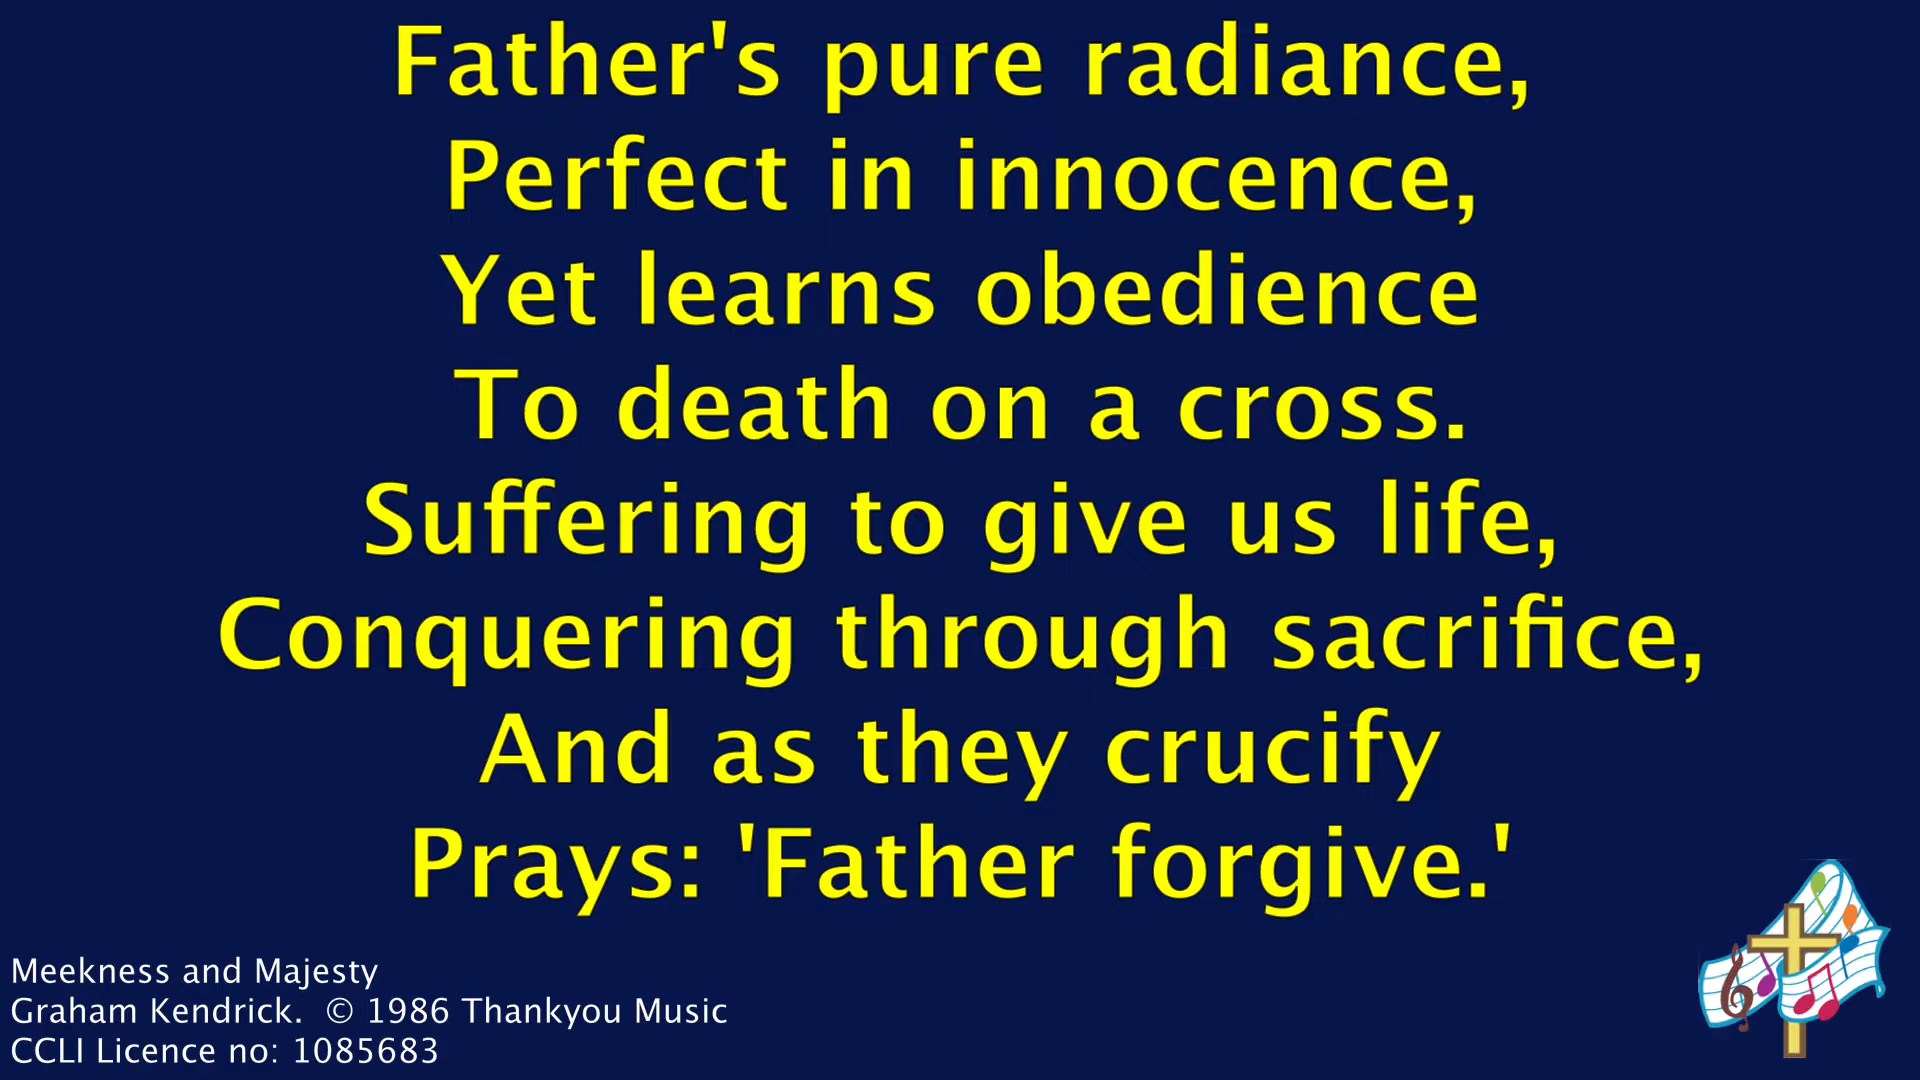 Father's pure radiance,
Perfect in innocence,
Yet learns obedience
To death on a cross.
Suffering to give us life,
Conquering through sacrifice,
And as they crucify
Prays: 'Father forgive.'
Meekness and Majesty
Graham Kendrick.  © 1986 Thankyou Music
CCLI Licence no: 1085683